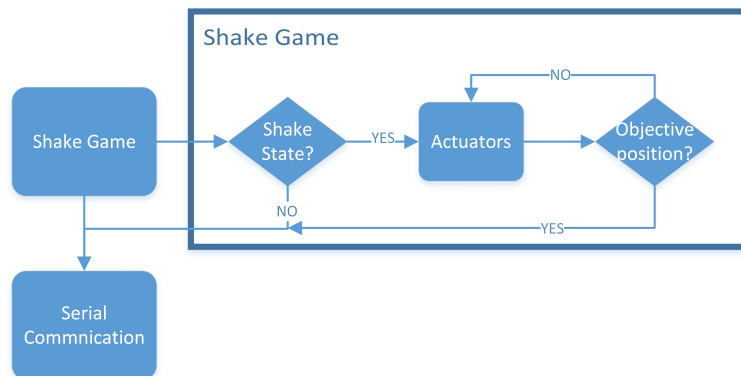 Shake Game
NO
Shake Game
Shake
State?
YES
Actuators
Objective
position?
NO
YES
Serial
Commnication